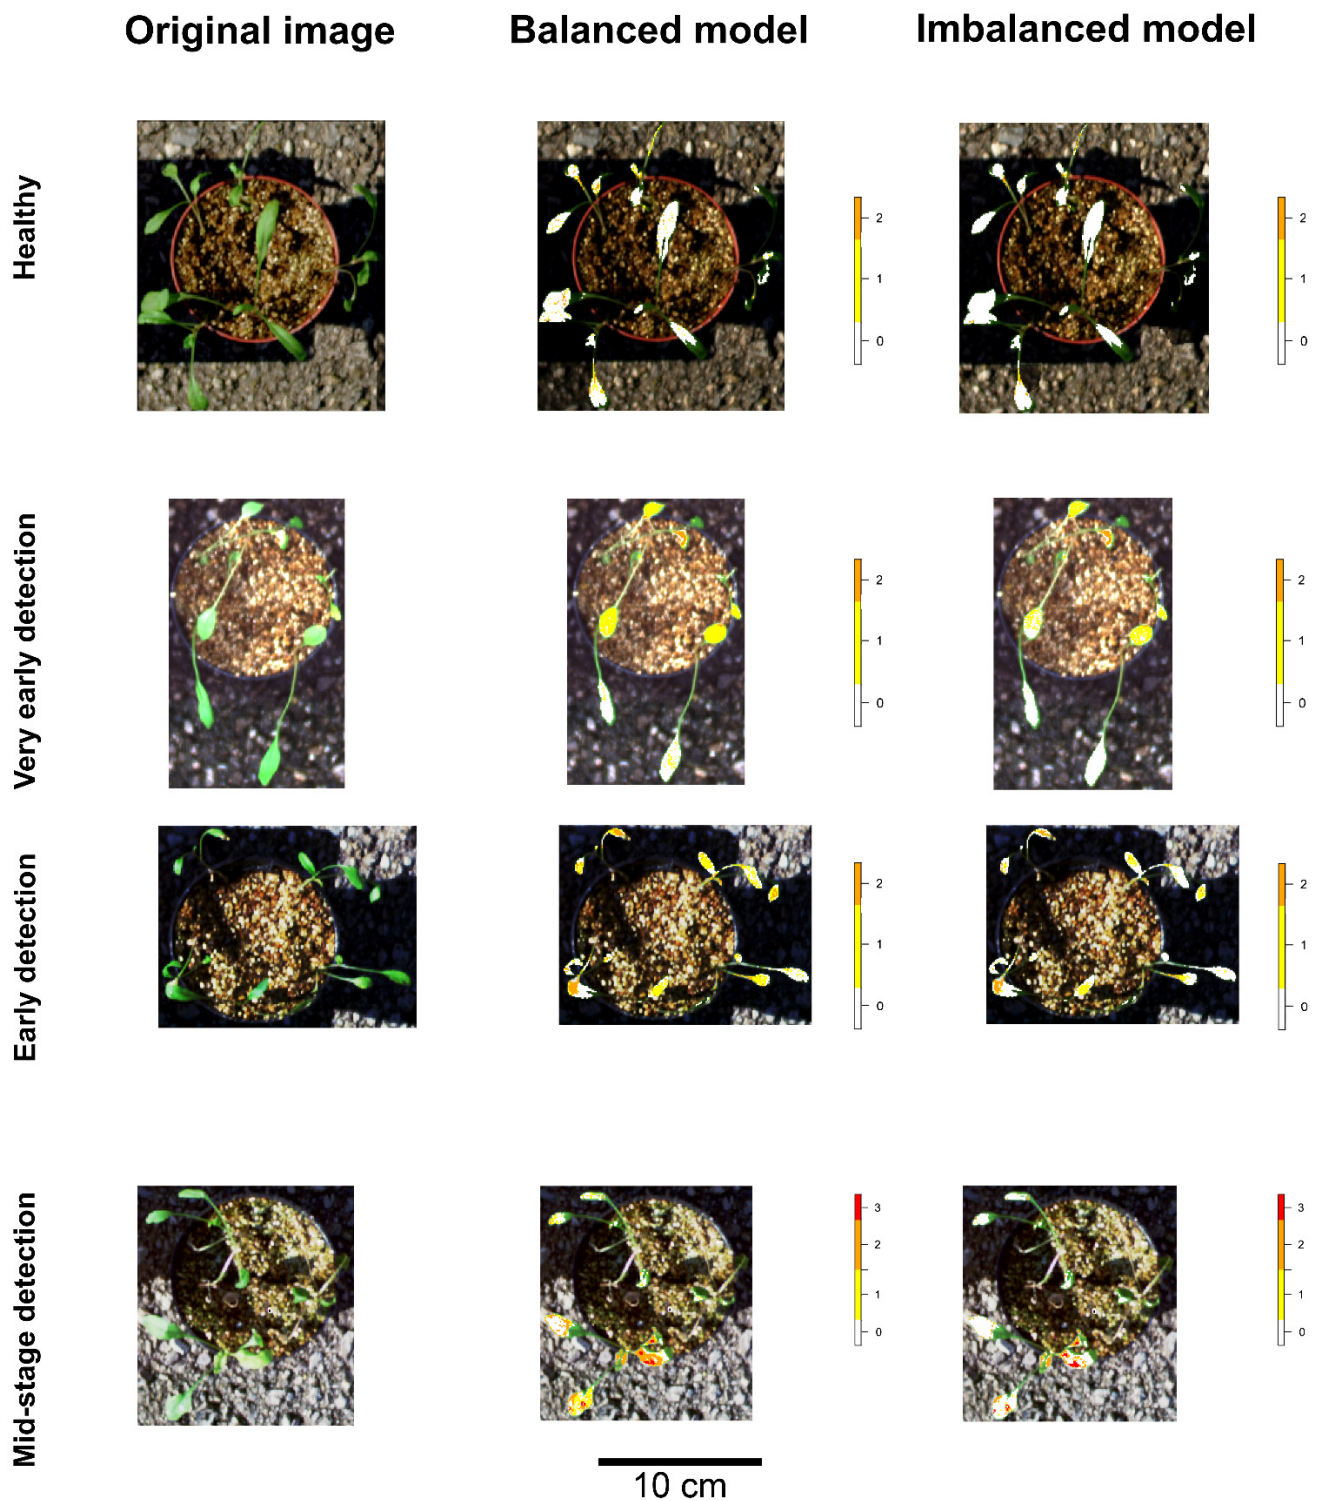 Original image Balanced model Imbalanced model
Healthy
2 2
1 1
0 0
Very early detection
2 2
1 1
0 0
Early detection
2 2
1 1
0 0
Mid-stage detection
3 3
2 2
1 1
0 0
10 cm